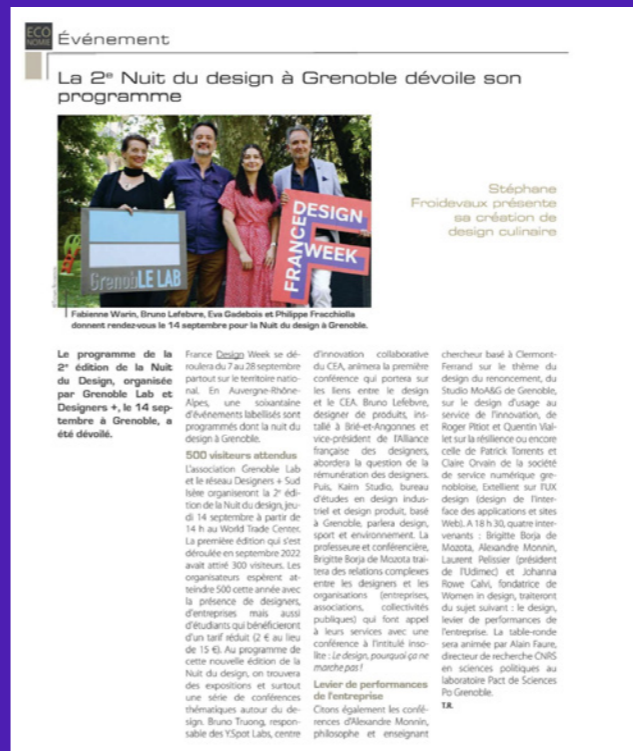 ECO
NOMIE
Événement
La 2e Nuit du design à Grenoble dévoile son
programme
GrenobLE LAB
FRANCE
DESIGN
WEEK
Stéphane
Froidevaux présente
sa création de
design culinaire
Fabienne Warin, Bruno Lefebvre, Eva Gadebois et Philippe Fracchiolla
donnent rendez-vous le 14 septembre pour la Nuit du design à Grenoble.
Le programme de la
2e édition de la Nuit
du Design, organisée
par Grenoble Lab et
Designers +, le 14 sep-
tembre à Grenoble, a
été dévoilé.
France Design Week se dé-
roulera du 7 au 28 septembre
partout sur le territoire natio-
nal. En Auvergne-Rhône-
Alpes, une soixantaine
d'événements labellisés sont
programmés dont la nuit du
design à Grenoble.
500 visiteurs attendus
L'association Grenoble Lab
et le réseau Designers + Sud
Isère organiseront la 2e édi-
tion de la Nuit du design, jeu-
di 14 septembre à partir de
14 h au World Trade Center.
La première édition qui s'est
déroulée en septembre 2022
avait attiré 300 visiteurs. Les
organisateurs espèrent at-
teindre 500 cette année avec
la présence de designers,
d'entreprises mais aussi
d'étudiants qui bénéficieront
d'un tarif réduit (2 € au lieu
de 15 €). Au programme de
cette nouvelle édition de la
Nuit du design, on trouvera
des expositions et surtout
une série de conférences
thématiques autour du de-
sign. Bruno Truong, respon-
sable des Y.Spot Labs, centre
d'innovation collaborative
du CEA, animera la première
conférence qui portera sur
les liens entre le design
et le CEA. Bruno Lefebvre,
designer de produits, ins-
tallé à Brié-et-Angonnes et
vice-président de l'Alliance
française des designers,
abordera la question de la
rémunération des designers.
Puis, Kairn Studio, bureau
d'études en design indus-
triel et design produit, basé
à Grenoble, parlera design,
sport et environnement. La
professeure et conférencière,
Brigitte Borja de Mozota trai-
tera des relations complexes
entre les designers et les
organisations (entreprises,
associations, collectivités
publiques) qui font appel
à leurs services avec une
conférence à l'intitulé inso-
lite : Le design, pourquoi ça ne
marche pas !
Levier de performances
de l'entreprise
Citons également les confé-
rences d'Alexandre Monnin,
philosophe et enseignant
chercheur basé à Clermont-
Ferrand sur le thème du
design du renoncement, du
Studio MoA&G de Grenoble,
sur le design d'usage au
service de l'innovation, de
Roger Pitiot et Quentin Vial-
let sur la résilience ou encore
celle de Patrick Torrents et
Claire Orvain de la société
de service numérique gre-
nobloise, Extellient sur l'UX
design (design de l'inter-
face des applications et sites
Web). A 18 h 30, quatre inter-
venants : Brigitte Borja de
Mozota, Alexandre Monnin,
Laurent Pelissier (président
de l'Udimec) et Johanna
Rowe Calvi, fondatrice de
Women in design, traiteront
du sujet suivant : le design,
levier de performances de
l'entreprise. La table-ronde
sera animée par Alain Faure,
directeur de recherche CNRS
en sciences politiques au
laboratoire Pact de Sciences
Po Grenoble.
T.R.